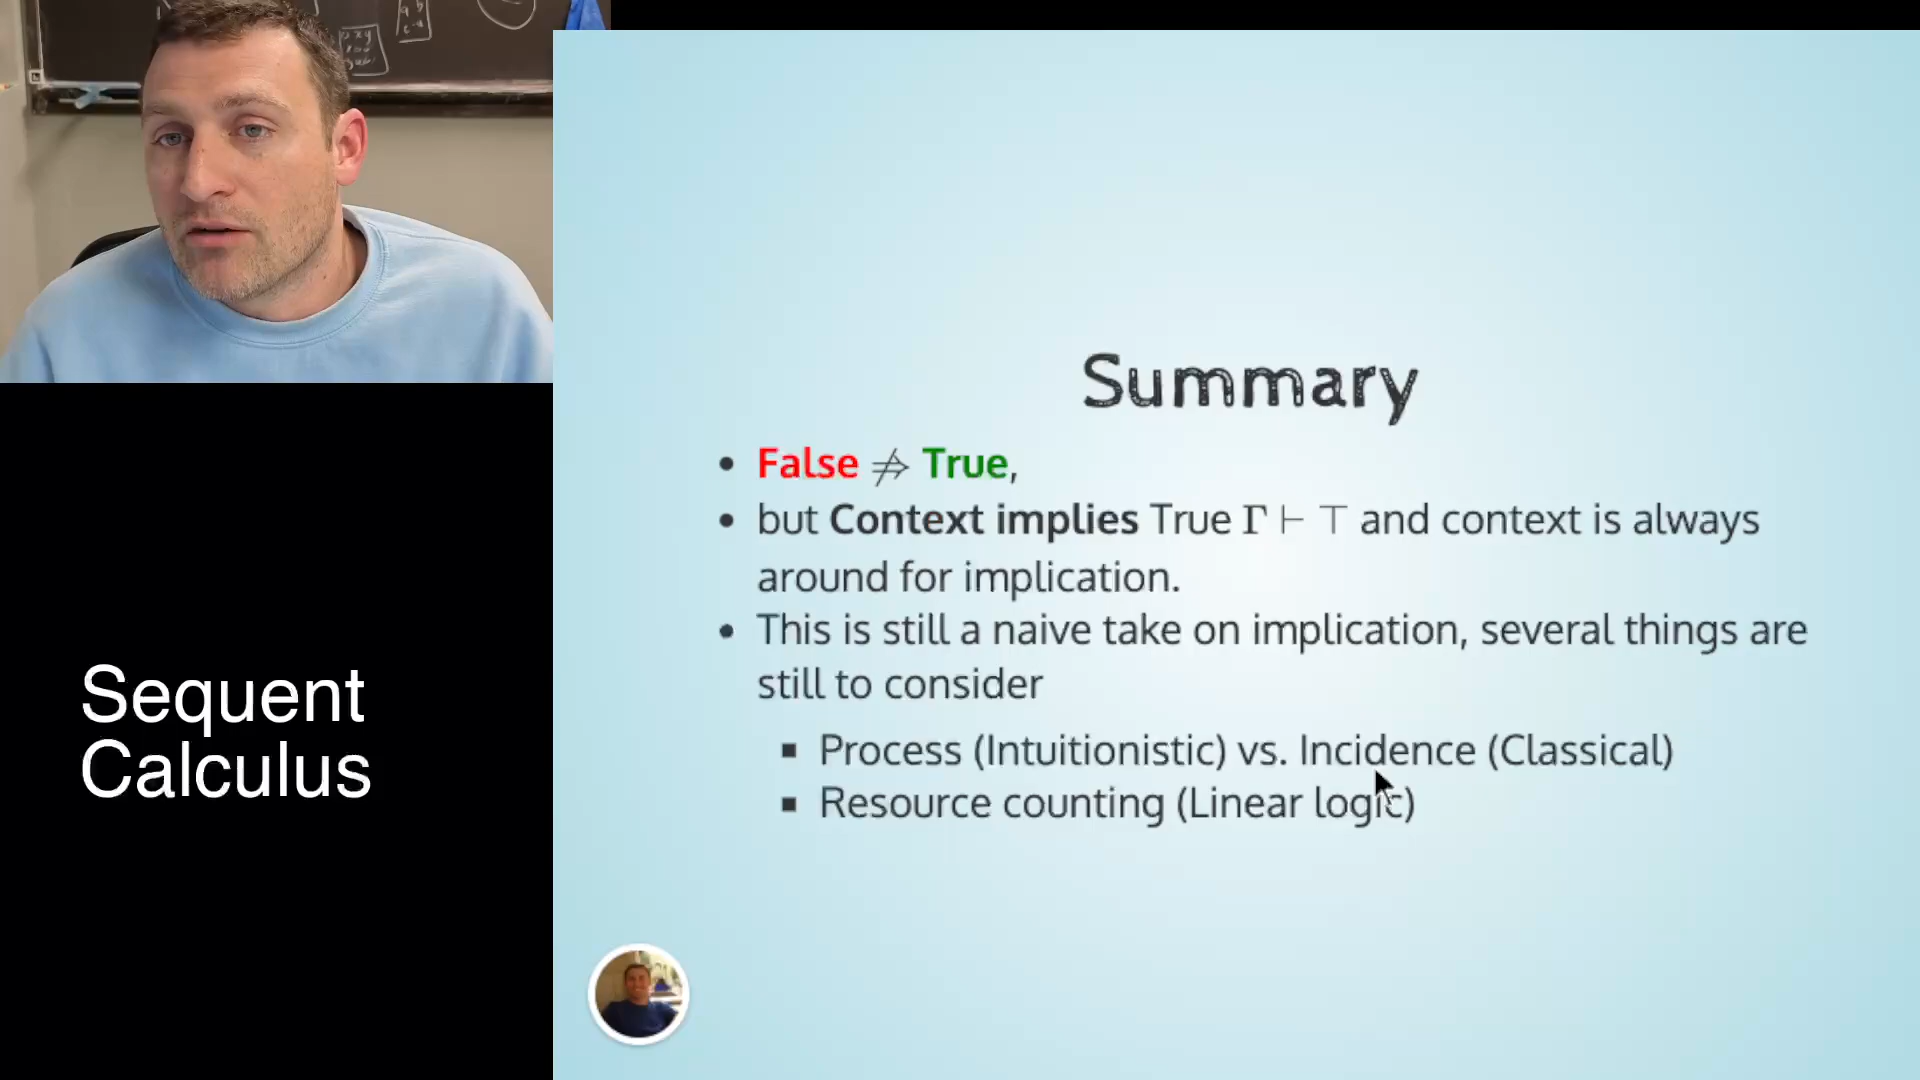 Summary
• False ⇏ True,
• but Context implies True Γ ⊢ ⊤ and context is always
around for implication.
• This is still a naive take on implication, several things are
still to consider
▪ Process (Intuitionistic) vs. Incidence (Classical)
▪ Resource counting (Linear logic)
Sequent
Calculus